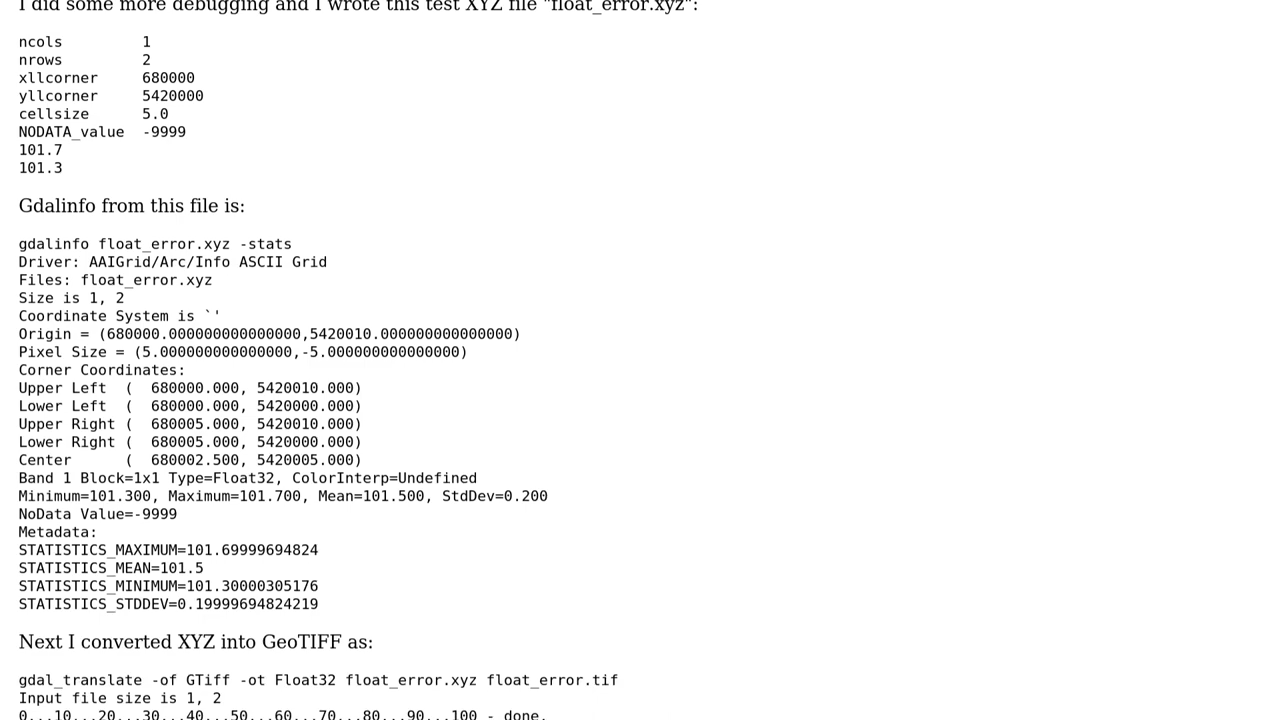 I did some more debugging and I wrote this test XYZ file "float_error.xyz":
ncols         1
nrows         2
xllcorner     680000
yllcorner     5420000
cellsize      5.0
NODATA_value  -9999
101.7
101.3
Gdalinfo from this file is:
gdalinfo float_error.xyz -stats
Driver: AAIGrid/Arc/Info ASCII Grid
Files: float_error.xyz
Size is 1, 2
Coordinate System is `'
Origin = (680000.000000000000000,5420010.000000000000000)
Pixel Size = (5.000000000000000,-5.000000000000000)
Corner Coordinates:
Upper Left  (  680000.000, 5420010.000)
Lower Left  (  680000.000, 5420000.000)
Upper Right (  680005.000, 5420010.000)
Lower Right (  680005.000, 5420000.000)
Center      (  680002.500, 5420005.000)
Band 1 Block=1x1 Type=Float32, ColorInterp=Undefined
Minimum=101.300, Maximum=101.700, Mean=101.500, StdDev=0.200
NoData Value=-9999
Metadata:
STATISTICS_MAXIMUM=101.69999694824
STATISTICS_MEAN=101.5
STATISTICS_MINIMUM=101.30000305176
STATISTICS_STDDEV=0.19999694824219
Next I converted XYZ into GeoTIFF as:
gdal_translate -of GTiff -ot Float32 float_error.xyz float_error.tif
Input file size is 1, 2
0...10...20...30...40...50...60...70...80...90...100 - done.